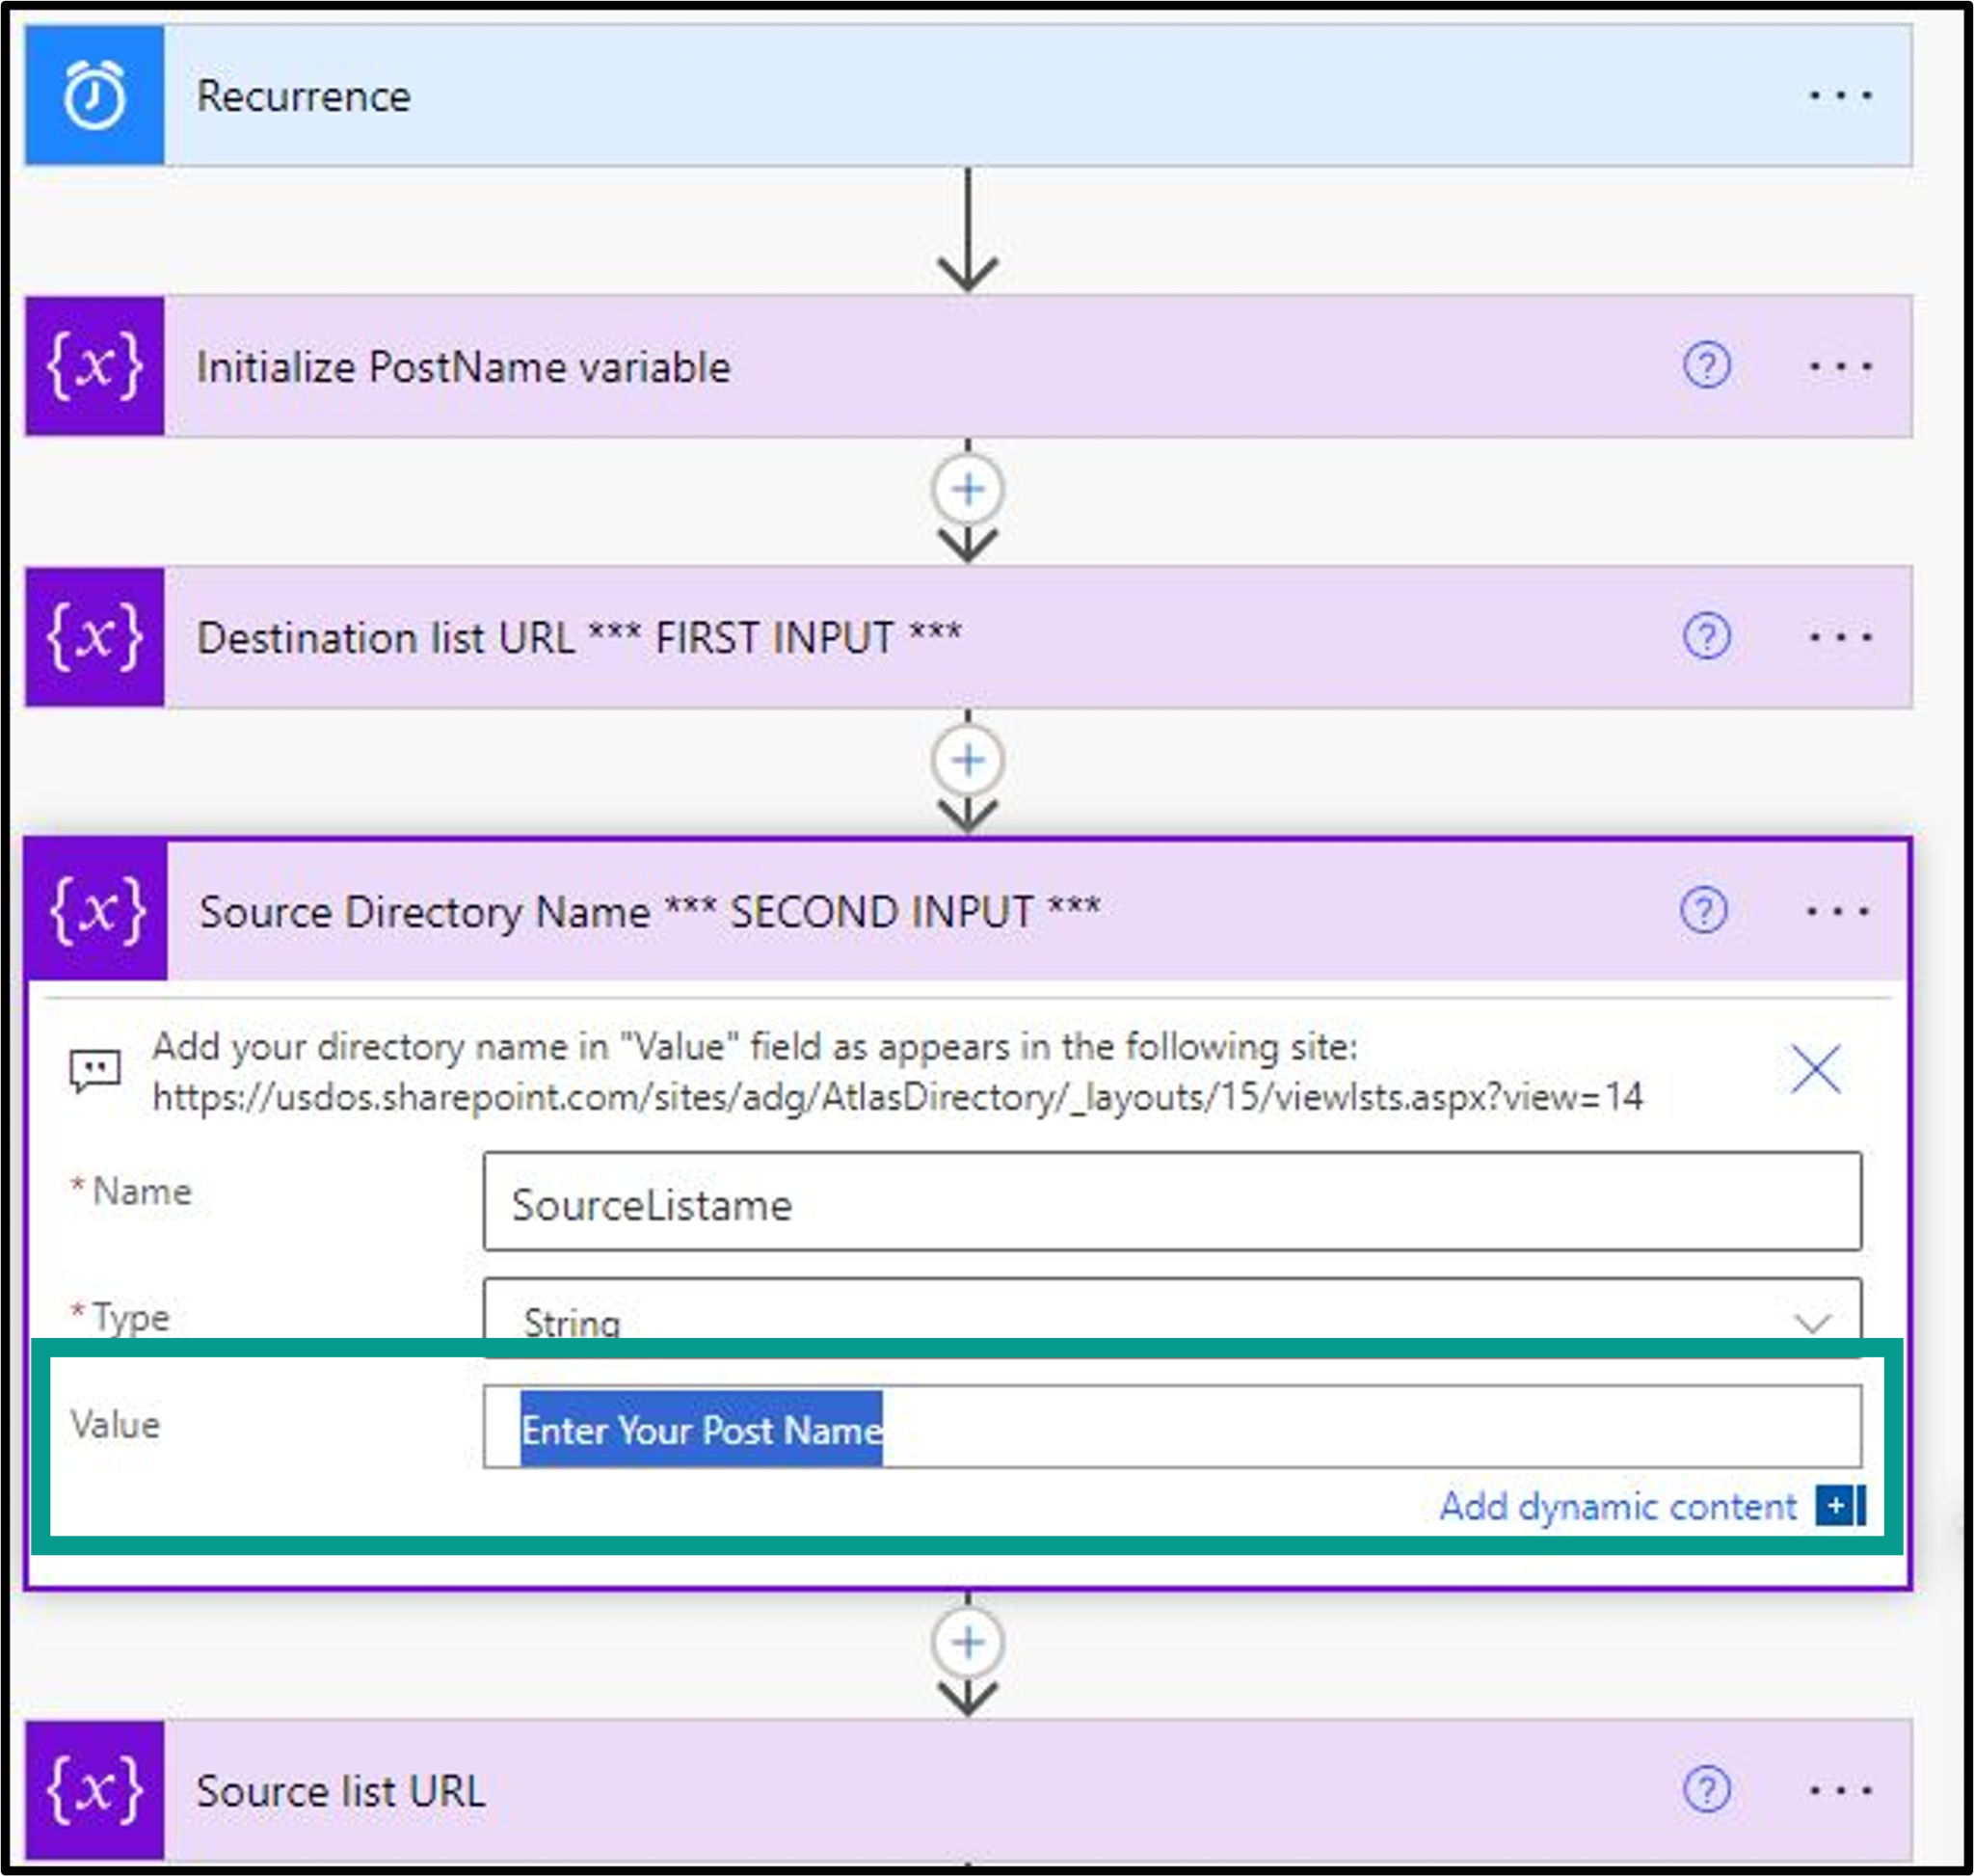 Recurrence
{x} Initialize PostName variable
{x} Destination list URL *** FIRST INPUT ***
{x} Source Directory Name *** SECOND INPUT ***
Add your directory name in "Value" field as appears in the following site:
https://usdos.sharepoint.com/sites/adg/AtlasDirectory/_layouts/15/viewlsts.aspx?view=14
* Name SourceListame
* Type String
Value Enter Your Post Name
Add dynamic content
{x} Source list URL